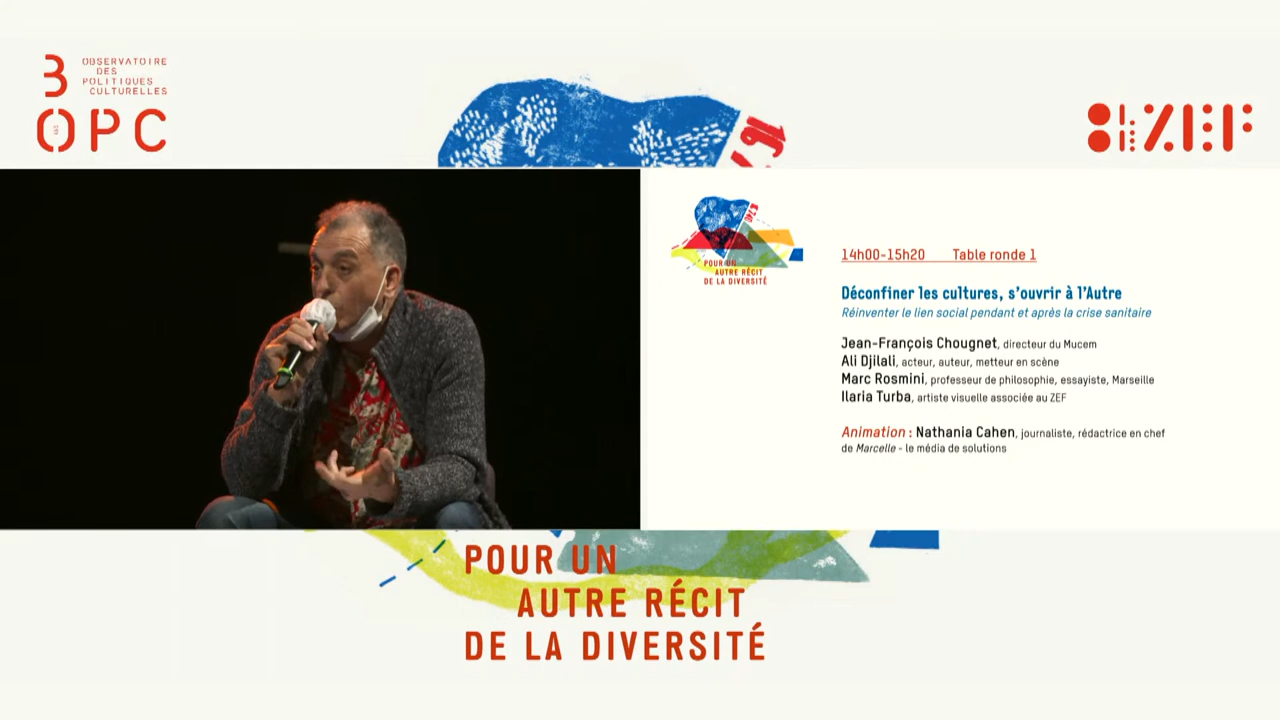 OBSERVATOIRE
DES
POLITIQUES
CULTURELLES
OPC
ZEF
16
14h00-15h20 Table ronde 1
POUR UN
AUTRE RÉCIT
DE LA DIVERSITÉ
Déconfiner les cultures, s'ouvrir à l'Autre
Réinventer le lien social pendant et après la crise sanitaire
Jean-François Chougnet, directeur du Mucem
Ali Djilali, acteur, auteur, metteur en scène
Marc Rosmini, professeur de philosophie, essayiste, Marseille
Ilaria Turba, artiste visuelle associée au ZEF
Animation : Nathania Cahen, journaliste, rédactrice en chef
de Marcelle - le média de solutions
POUR UN
AUTRE RÉCIT
DE LA DIVERSITÉ